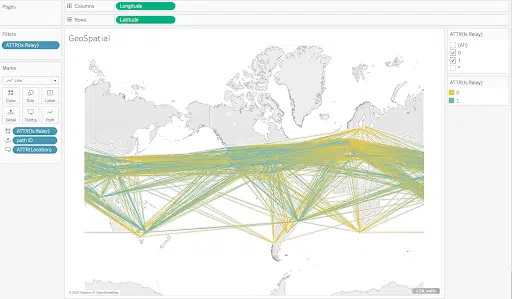 Pages
Columns
Longitude
Rows
Latitude
Filters
ATTR(Is Relay)
Marks
Line
Color
Size
Label
Detail
Tooltip
Path
ATTR(Is Relay)
path ID
ATTR(Location)
GeoSpatial
ATTR(Is Relay)
(All)
0
1
*
ATTR(Is Relay)
0
1
© 2020 Mapbox © OpenStreetMap